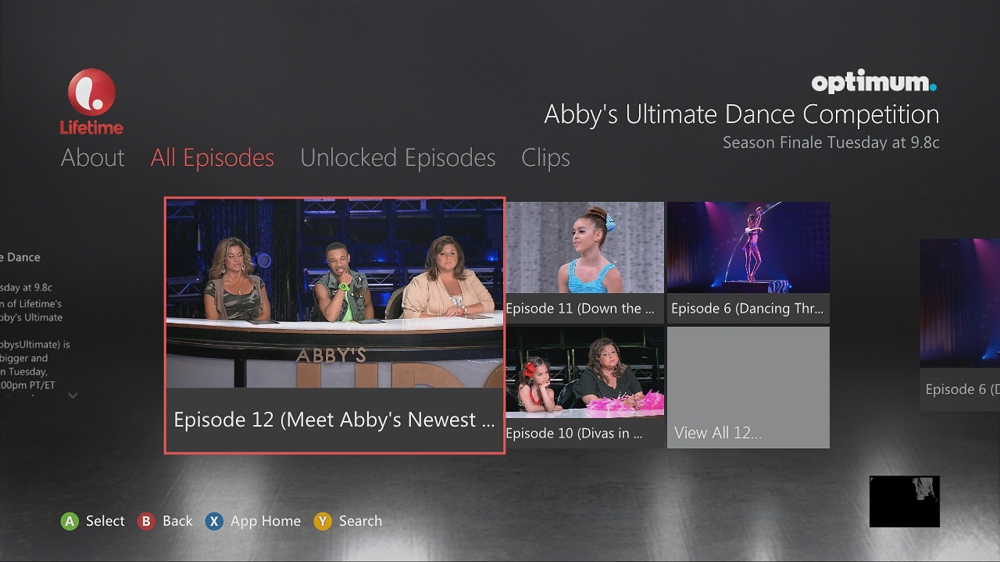 Lifetime
optimum.
Abby's Ultimate Dance Competition
Season Finale Tuesday at 9.8c
About All Episodes Unlocked Episodes Clips
e Dance
sday at 9.8c
n of Lifetime's
bby's Ultimate
bbysUltimate) is
bigger and
n Tuesday,
:00pm PT/ET
ABBY'S
Episode 12 (Meet Abby's Newest ...
Episode 11 (Down the ...
Episode 6 (Dancing Thr...
Episode 10 (Divas in ...
View All 12...
Episode 6 (D
A Select B Back X App Home Y Search